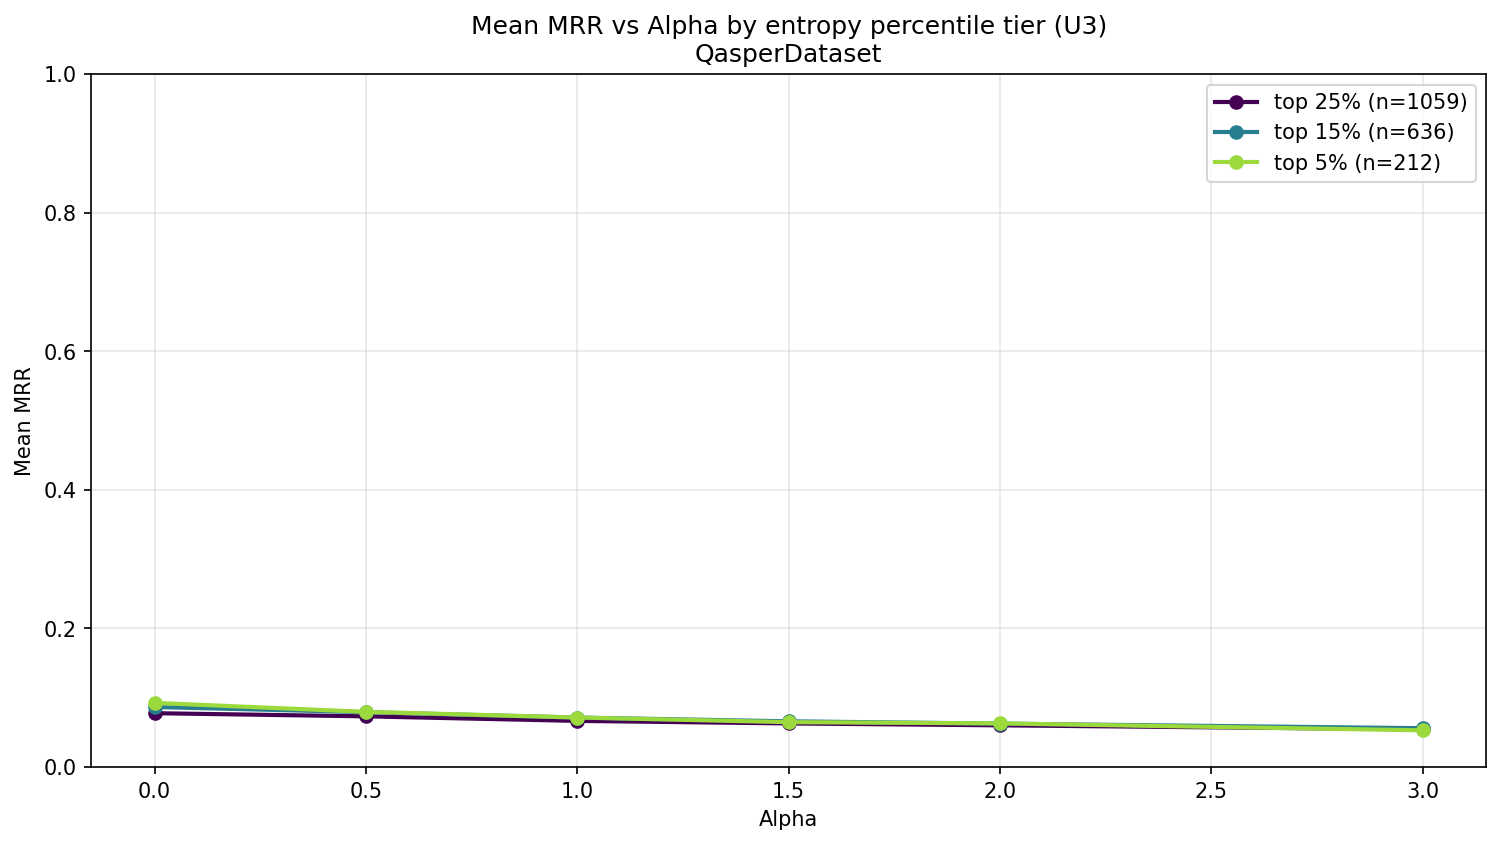 Mean MRR vs Alpha by entropy percentile tier (U3)
QasperDataset
1.0
0.8
0.6
0.4
0.2
0.0
Mean MRR
top 25% (n=1059)
top 15% (n=636)
top 5% (n=212)
0.0 0.5 1.0 1.5 2.0 2.5 3.0
Alpha